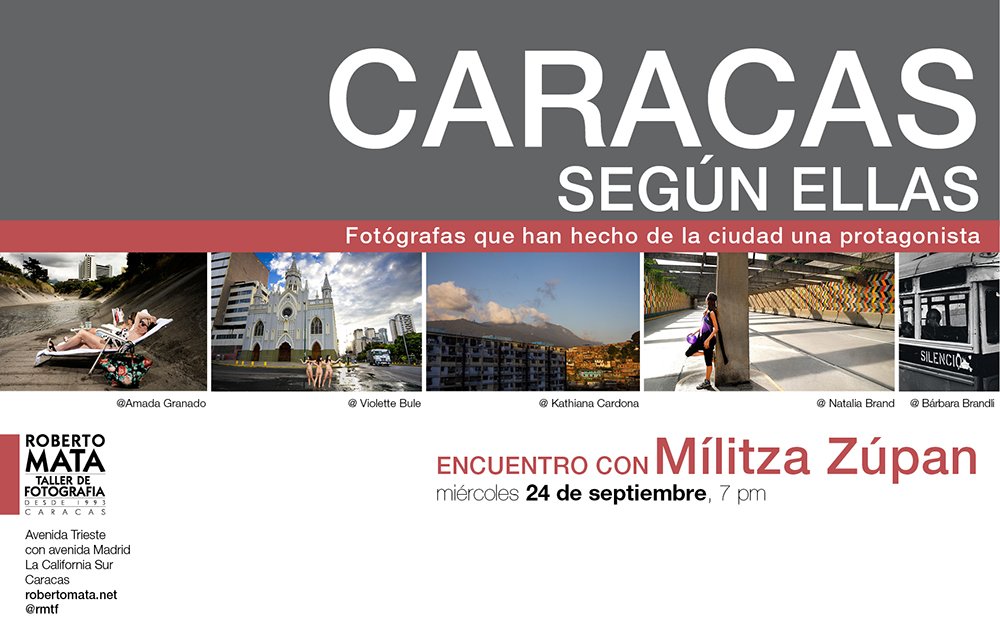 CARACAS
SEGÚN ELLAS
Fotógrafas que han hecho de la ciudad una protagonista
SILENCIO
@Amada Granado
@ Violette Bule
@ Kathiana Cardona
@ Natalia Brand
@ Bárbara Brandli
ROBERTO
MATA
TALLER DE
FOTOGRAFIA
DESDE 1993
CARACAS
ENCUENTRO CON Mílitza Zúpan
miércoles 24 de septiembre, 7 pm
Avenida Trieste
con avenida Madrid
La California Sur
Caracas
robertomata.net
@rmtf